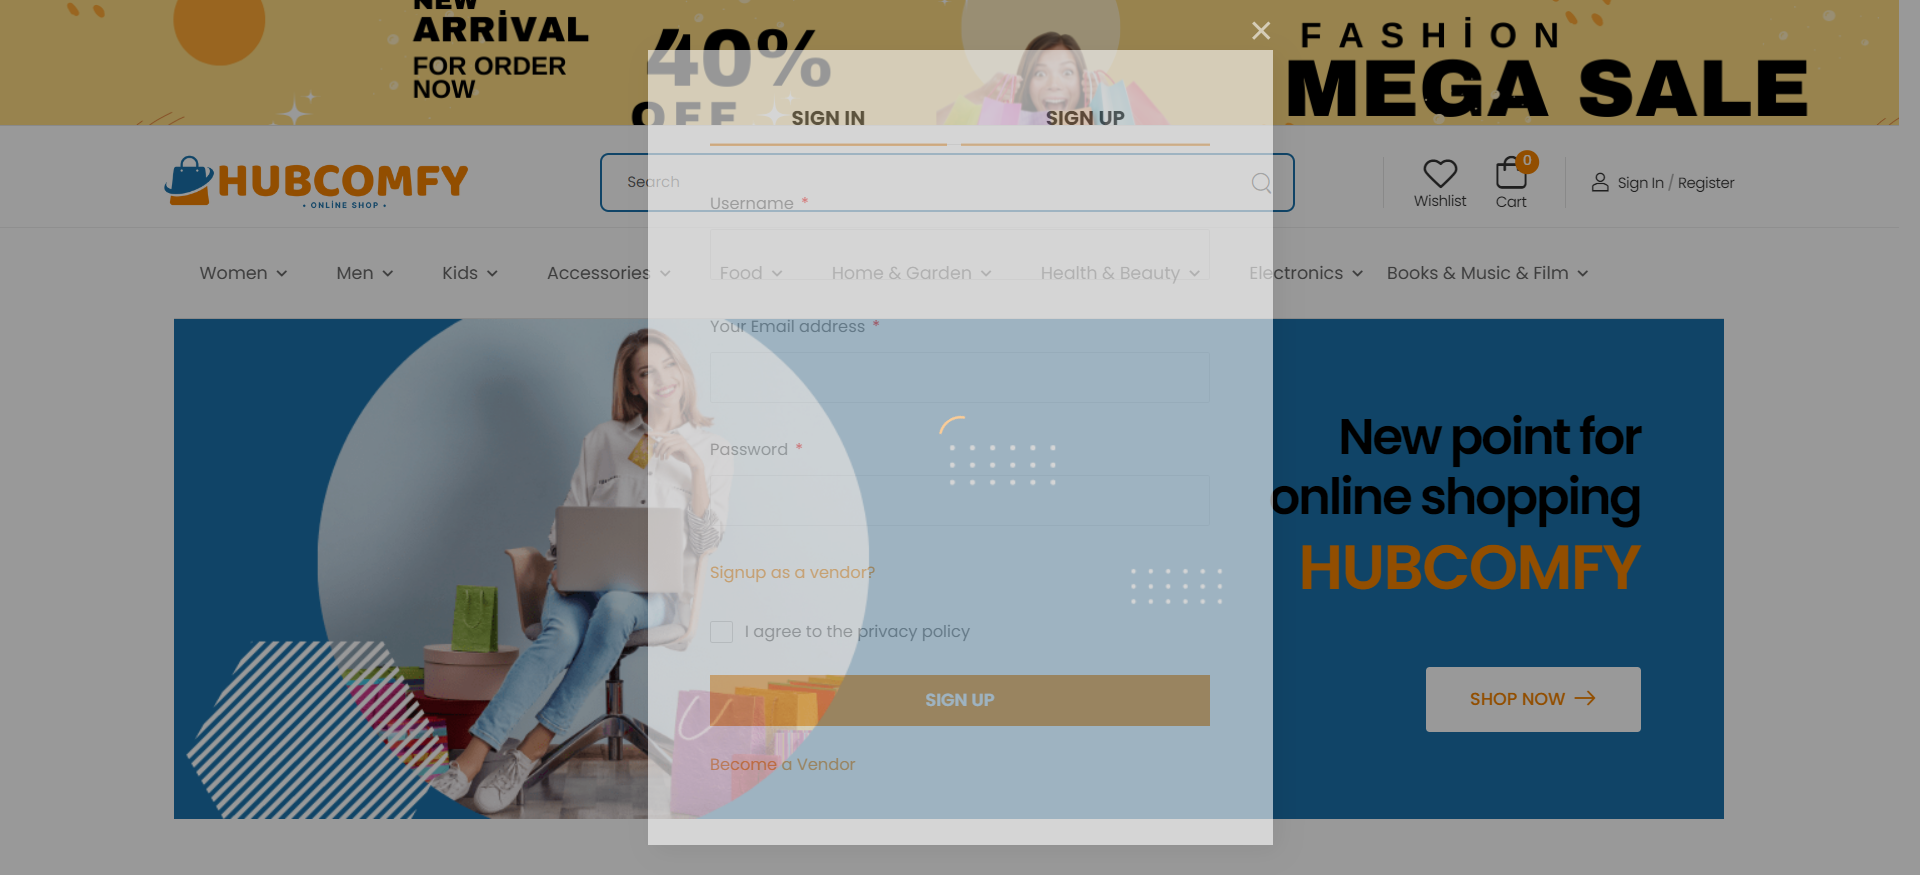 NEW
ARRİVAL
FOR ORDER
NOW
40%
OFF
FASHİON
MEGA SALE
SIGN IN
SIGN UP
HUBCOMFY
• ONLİNE SHOP •
Search
0
Wishlist
Cart
Sign In / Register
Username *
Women
Men
Kids
Accessories
Food
Home & Garden
Health & Beauty
Electronics
Books & Music & Film
Your Email address *
Password *
Signup as a vendor?
I agree to the privacy policy
SIGN UP
Become a Vendor
New point for
online shopping
HUBCOMFY
SHOP NOW